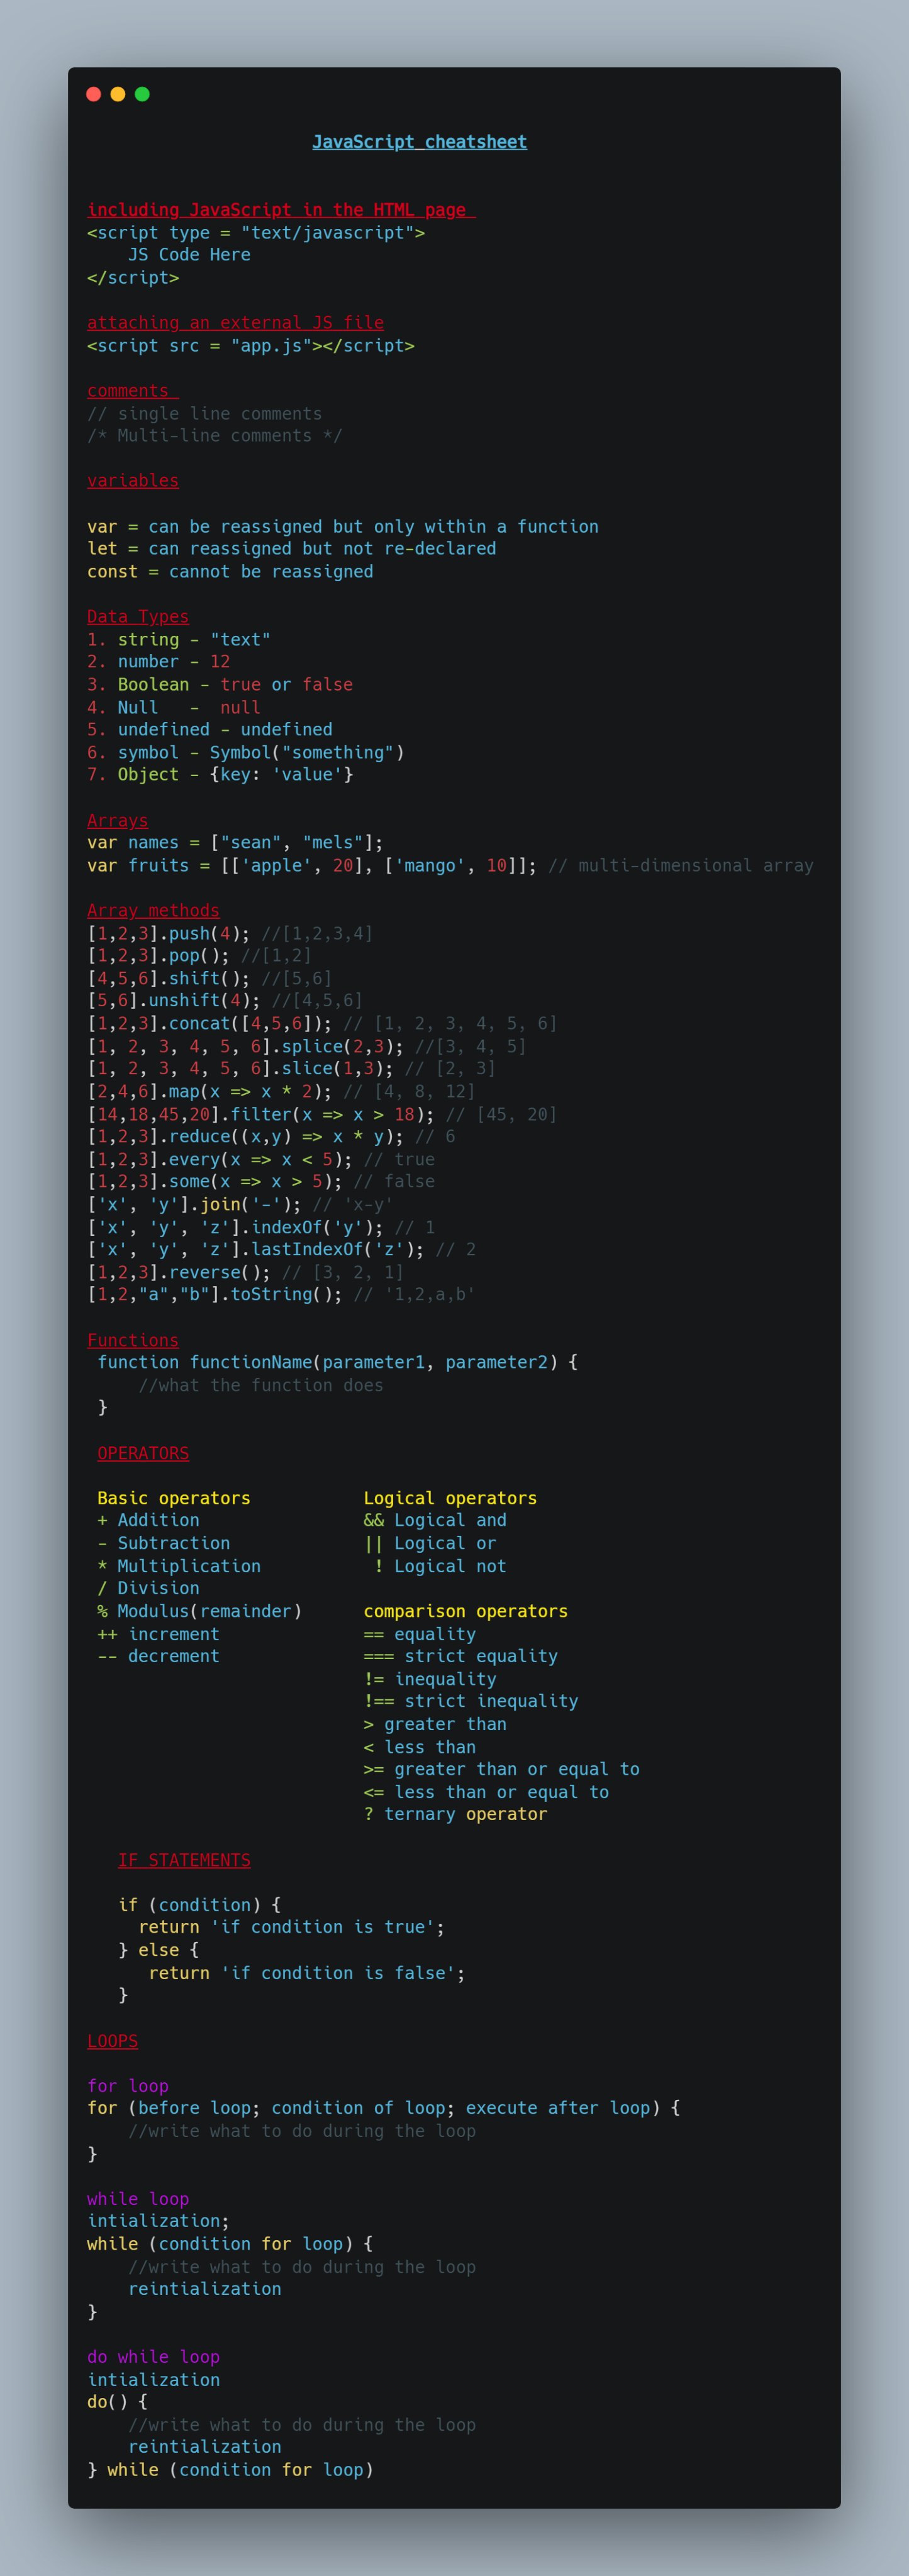 JavaScript cheatsheet
including JavaScript in the HTML page
<script type = "text/javascript">
    JS Code Here
</script>
attaching an external JS file
<script src = "app.js"></script>
comments
// single line comments
/* Multi-line comments */
variables
var = can be reassigned but only within a function
let = can reassigned but not re-declared
const = cannot be reassigned
Data Types
1. string - "text"
2. number - 12
3. Boolean - true or false
4. Null   -  null
5. undefined - undefined
6. symbol - Symbol("something")
7. Object - {key: 'value'}
Arrays
var names = ["sean", "mels"];
var fruits = [['apple', 20], ['mango', 10]]; // multi-dimensional array
Array methods
[1,2,3].push(4); //[1,2,3,4]
[1,2,3].pop(); //[1,2]
[4,5,6].shift(); //[5,6]
[5,6].unshift(4); //[4,5,6]
[1,2,3].concat([4,5,6]); // [1, 2, 3, 4, 5, 6]
[1, 2, 3, 4, 5, 6].splice(2,3); //[3, 4, 5]
[1, 2, 3, 4, 5, 6].slice(1,3); // [2, 3]
[2,4,6].map(x => x * 2); // [4, 8, 12]
[14,18,45,20].filter(x => x > 18); // [45, 20]
[1,2,3].reduce((x,y) => x * y); // 6
[1,2,3].every(x => x < 5); // true
[1,2,3].some(x => x > 5); // false
['x', 'y'].join('-'); // 'x-y'
['x', 'y', 'z'].indexOf('y'); // 1
['x', 'y', 'z'].lastIndexOf('z'); // 2
[1,2,3].reverse(); // [3, 2, 1]
[1,2,"a","b"].toString(); // '1,2,a,b'
Functions
function functionName(parameter1, parameter2) {
    //what the function does
}
OPERATORS
Basic operators
+ Addition
- Subtraction
* Multiplication
/ Division
% Modulus(remainder)
++ increment
-- decrement
Logical operators
&& Logical and
|| Logical or
! Logical not
comparison operators
== equality
=== strict equality
!= inequality
!== strict inequality
> greater than
< less than
>= greater than or equal to
<= less than or equal to
? ternary operator
IF STATEMENTS
if (condition) {
  return 'if condition is true';
} else {
   return 'if condition is false';
}
LOOPS
for loop
for (before loop; condition of loop; execute after loop) {
    //write what to do during the loop
}
while loop
intialization;
while (condition for loop) {
    //write what to do during the loop
    reintialization
}
do while loop
intialization
do() {
    //write what to do during the loop
    reintialization
} while (condition for loop)